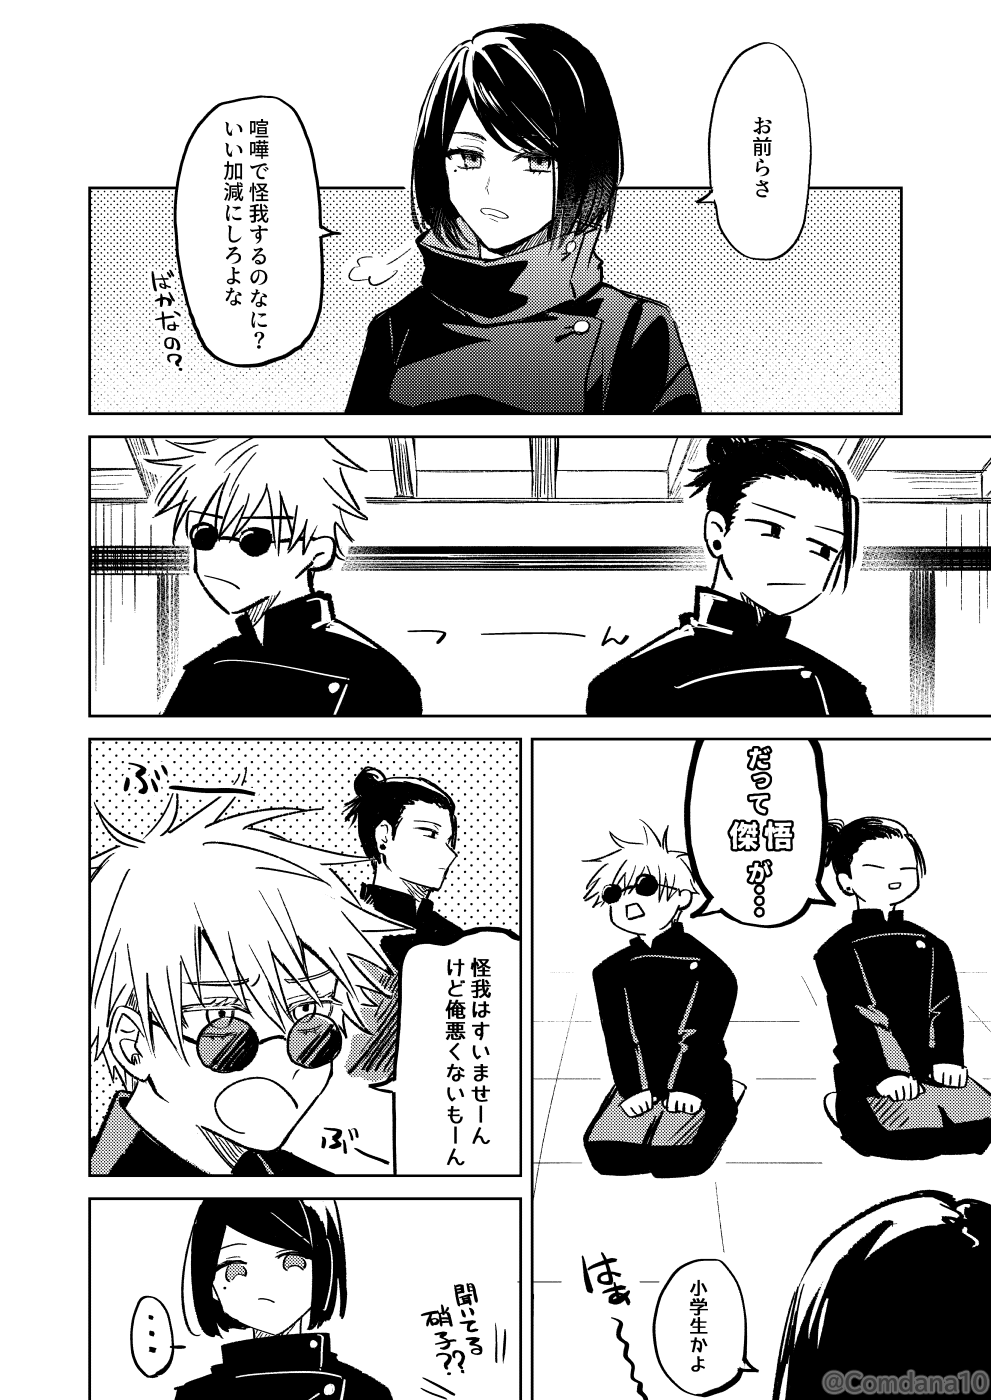 お前らさ
喧嘩で怪我するのなに?
いい加減にしろよな
ばかなの?
つーーん
だって
悟
傑
が…
小学生かよ
はぁ
ぶーー
怪我はすいませーん
けど俺悪くないもーん
ぶー
聞いてる
硝子??
…
@Comdana10